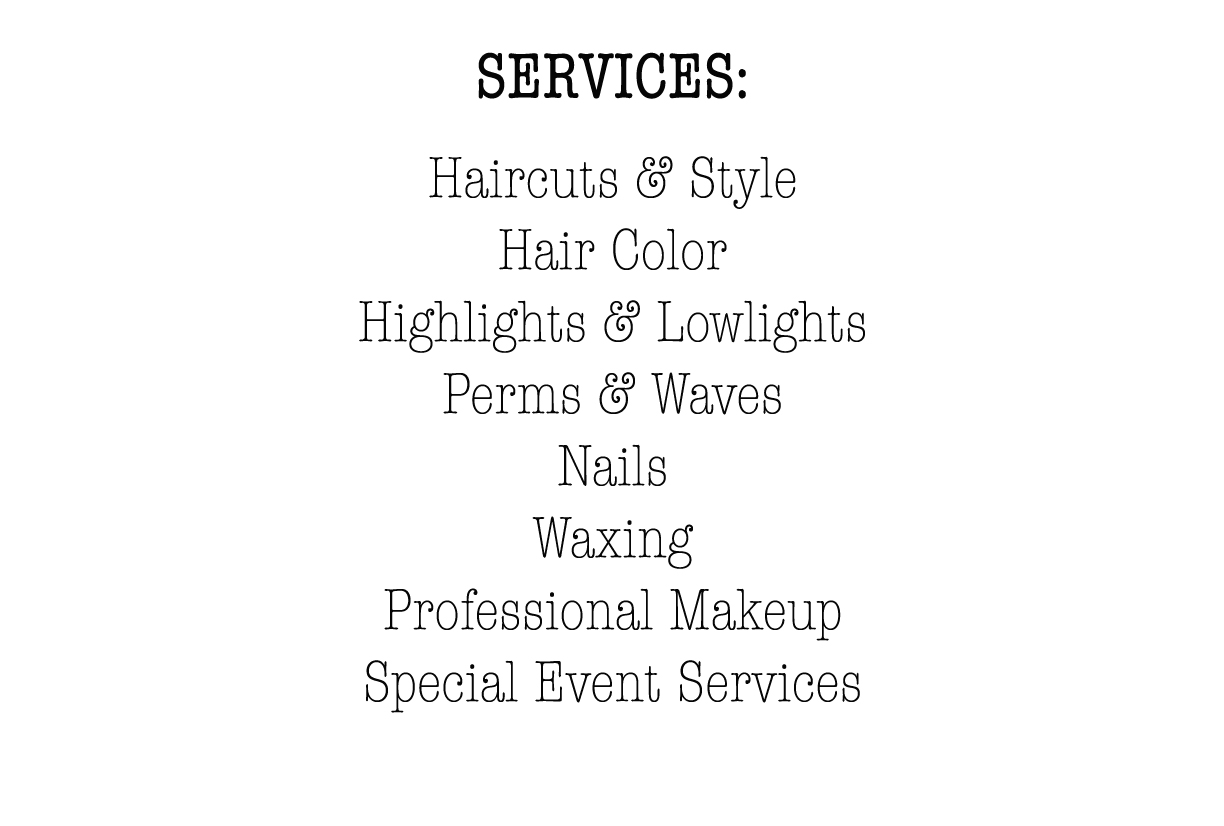 SERVICES:
Haircuts & Style
Hair Color
Highlights & Lowlights
Perms & Waves
Nails
Waxing
Professional Makeup
Special Event Services